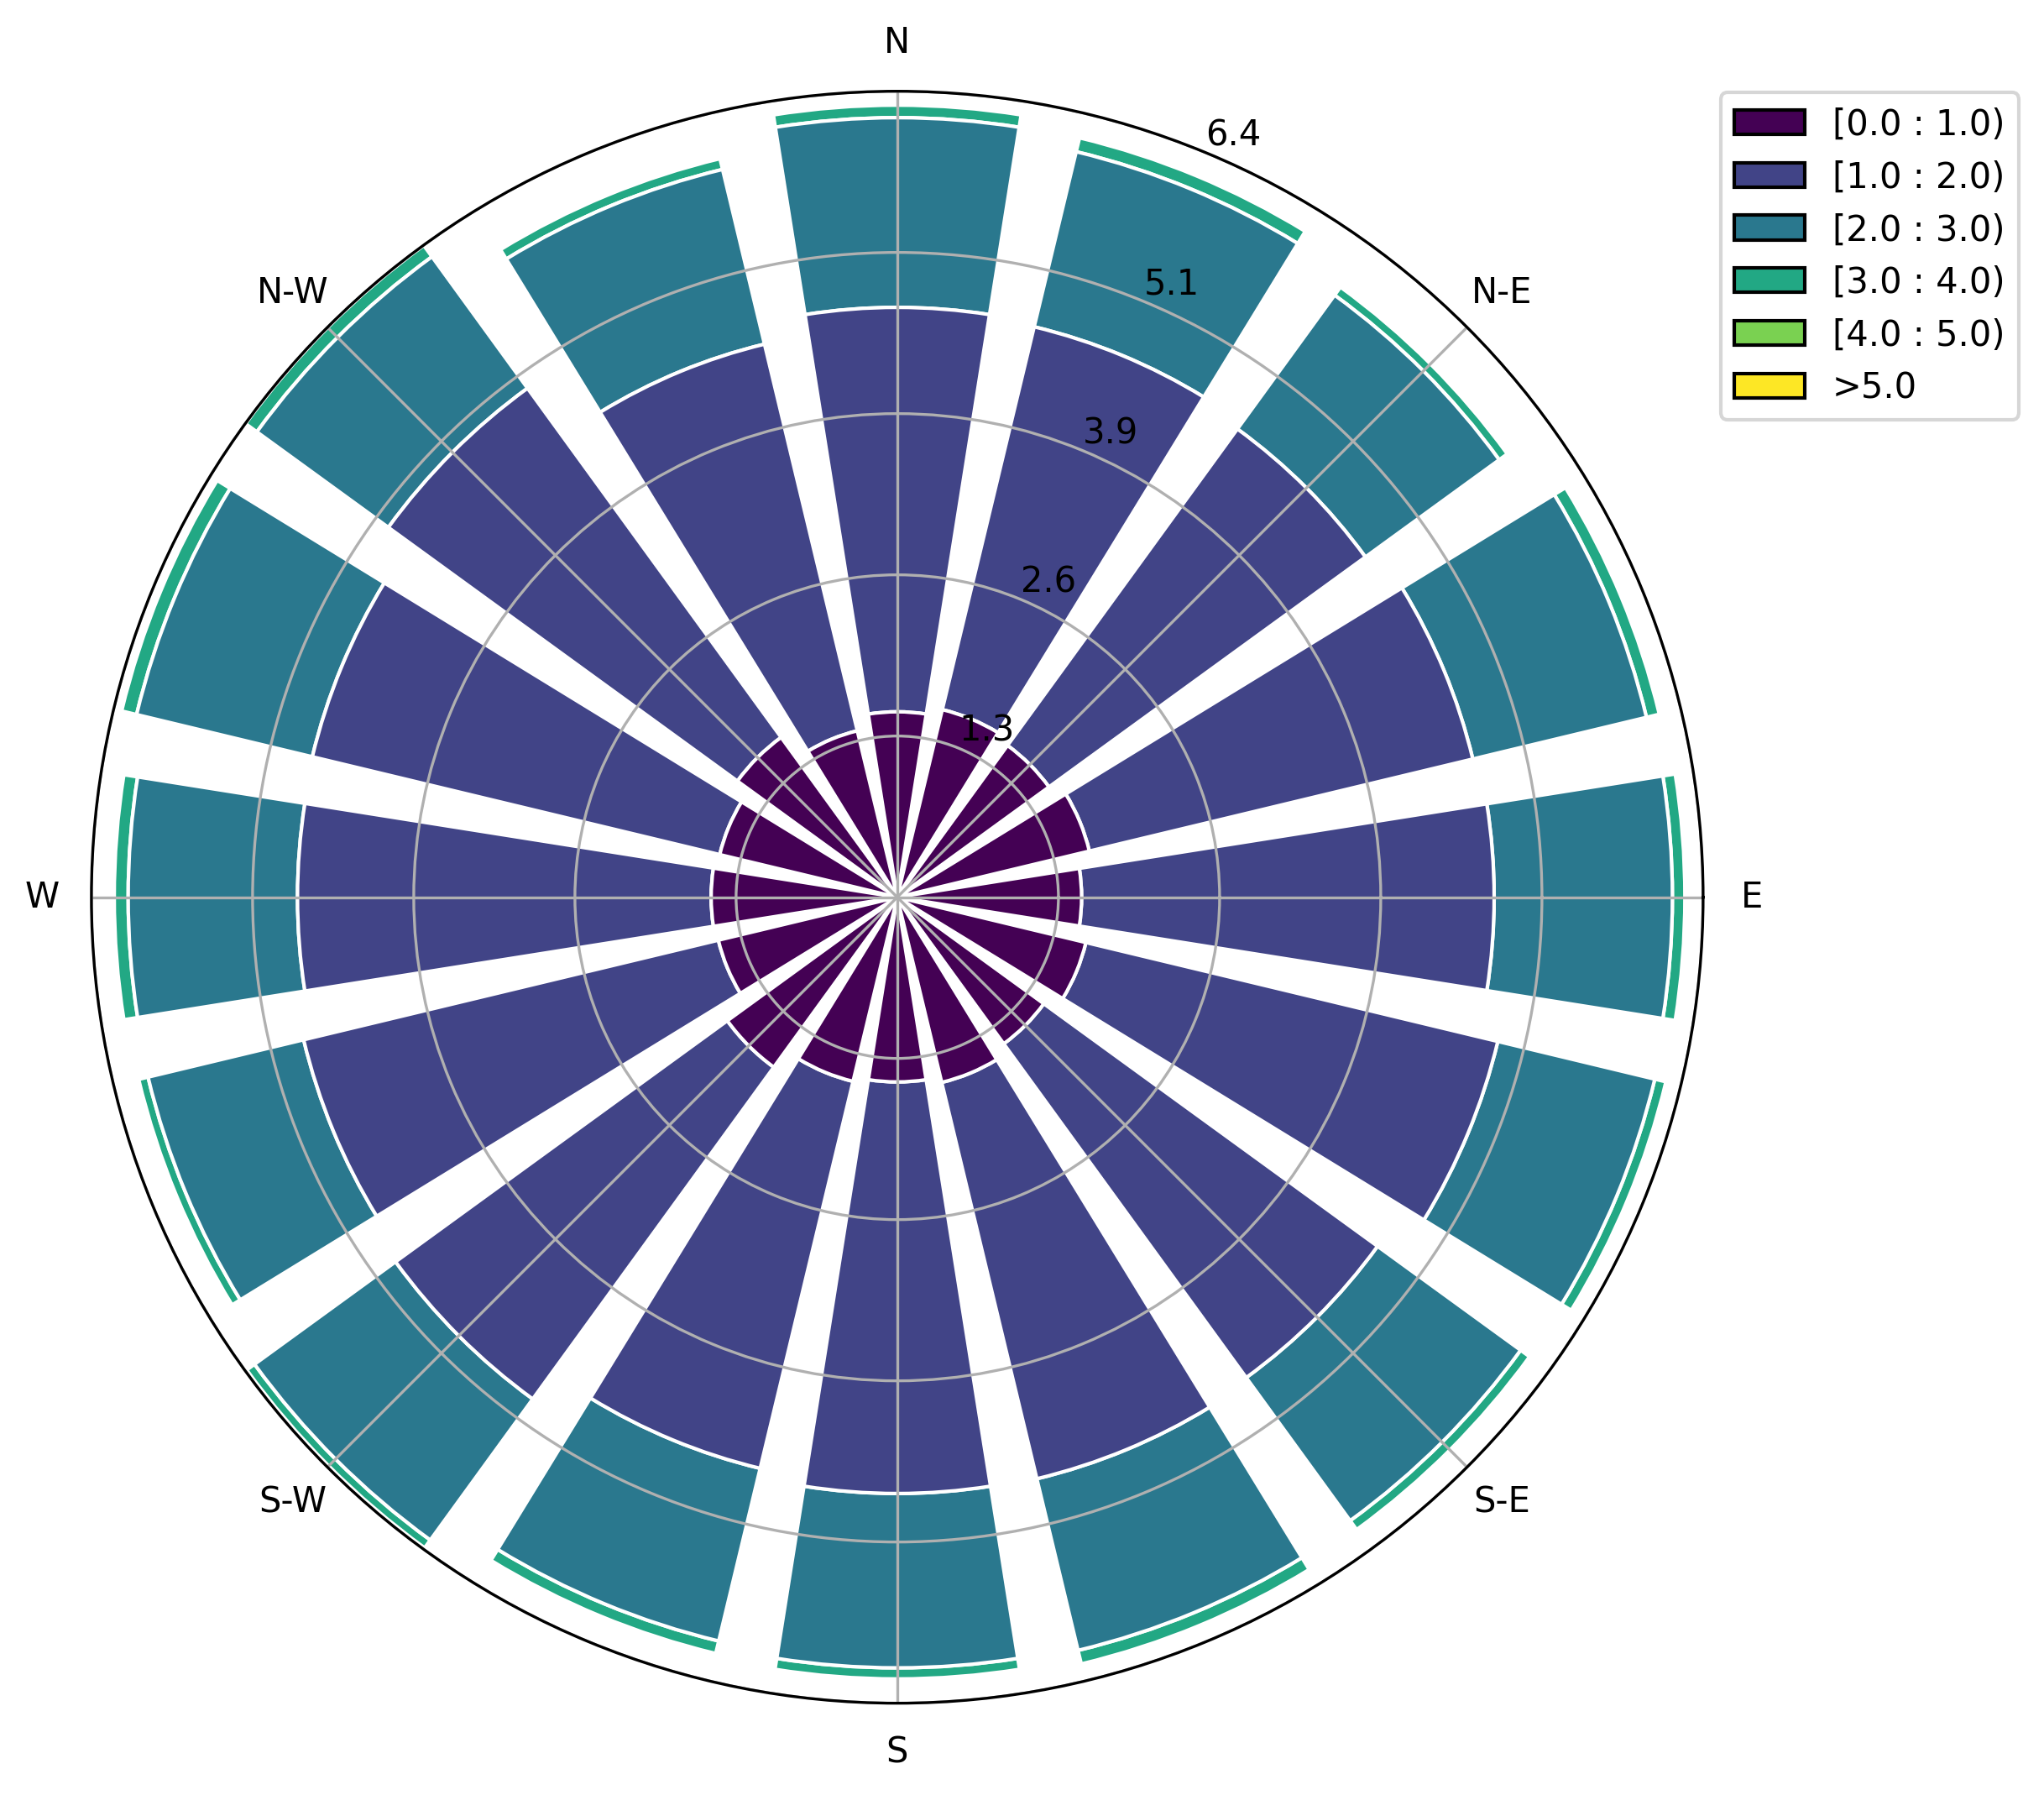 N
6.4
[0.0 : 1.0)
[1.0 : 2.0)
[2.0 : 3.0)
[3.0 : 4.0)
[4.0 : 5.0)
>5.0
N-W
5.1
N-E
3.9
2.6
1.3
W
E
S-W
S-E
S